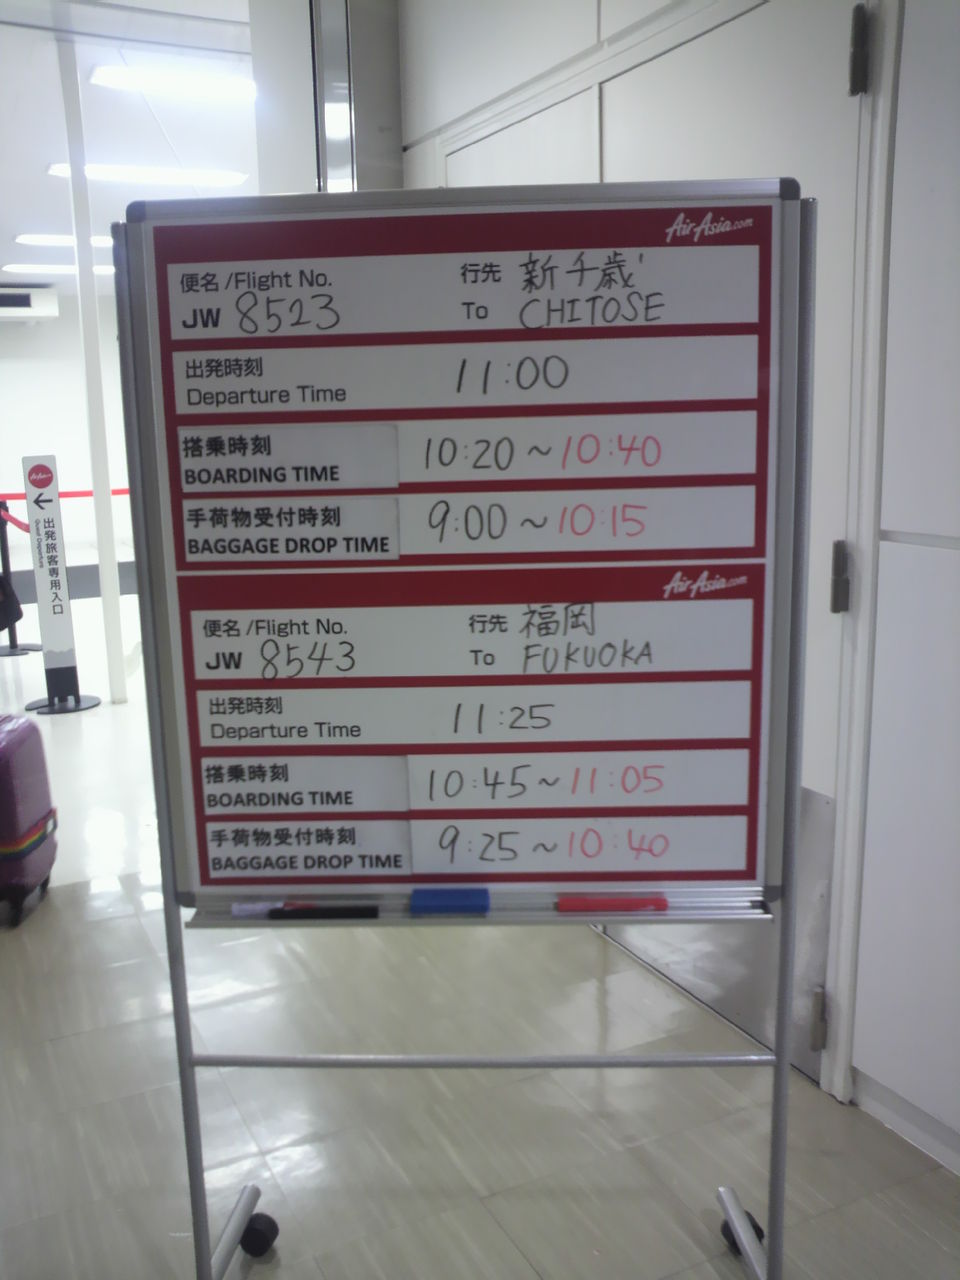 AirAsia.com
便名/Flight No. 行先 新千歳
JW 8523 To CHITOSE
出発時刻
Departure Time 11:00
搭乗時刻
BOARDING TIME 10:20~10:40
手荷物受付時刻
BAGGAGE DROP TIME 9:00~10:15
AirAsia.com
便名/Flight No. 行先 福岡
JW 8543 To FUKUOKA
出発時刻
Departure Time 11:25
搭乗時刻
BOARDING TIME 10:45~11:05
手荷物受付時刻
BAGGAGE DROP TIME 9:25~10:40
AirAsia
出発旅客専用入口
Guest Departure